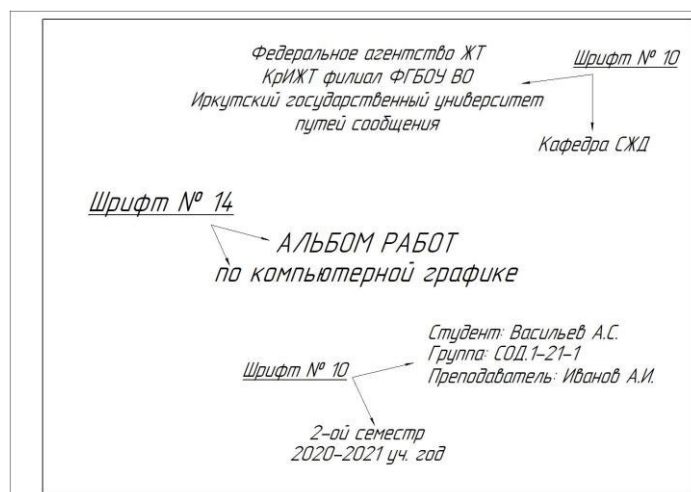 Федеральное агентство ЖТ
КрИЖТ филиал ФГБОУ ВО
Иркутский государственный университет
путей сообщения
Шрифт № 10
Кафедра СЖД
Шрифт № 14
АЛЬБОМ РАБОТ
по компьютерной графике
Студент: Васильев А.С.
Группа: СОД.1-21-1
Преподаватель: Иванов А.И.
Шрифт № 10
2-ой семестр
2020-2021 уч. год